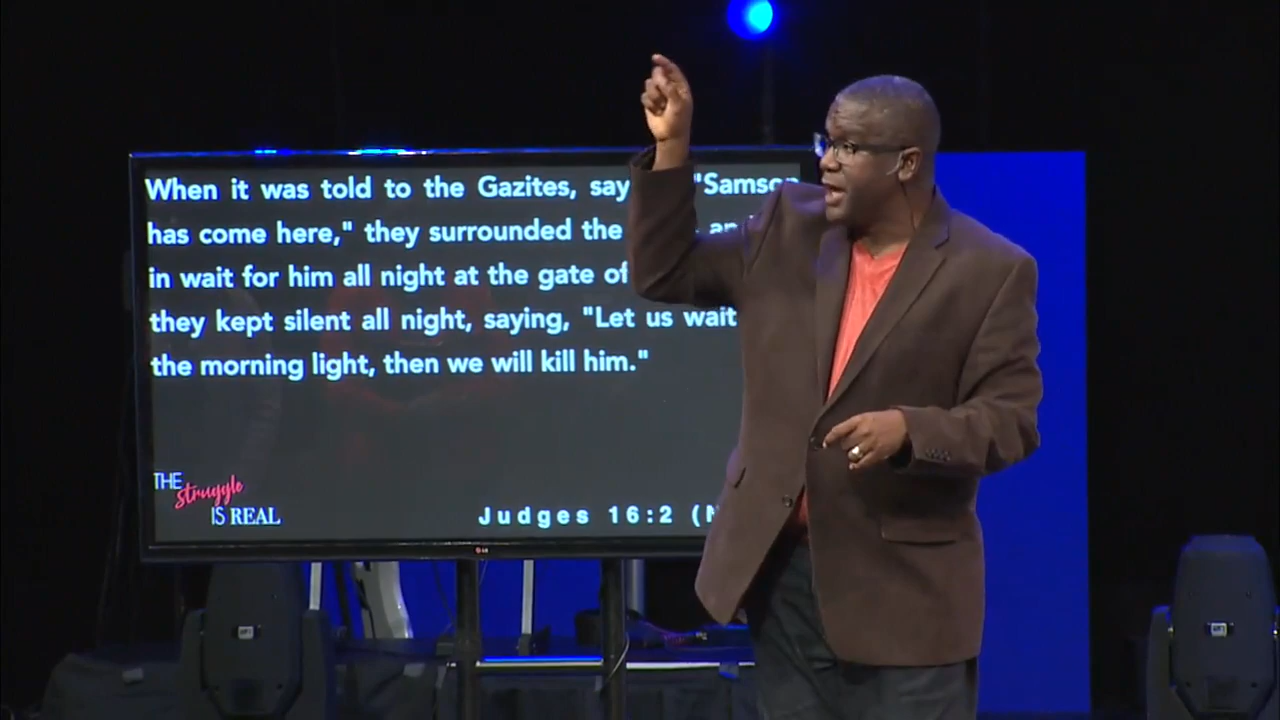 When it was told to the Gazites, say "Samson
has come here," they surrounded the
in wait for him all night at the gate of
they kept silent all night, saying, "Let us wait
the morning light, then we will kill him."
THE
struggle
IS REAL
Judges 16:2 (N
LG